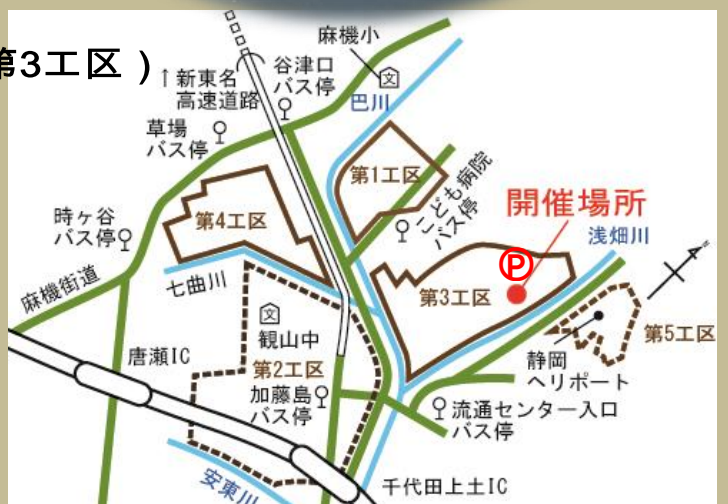 第3工区 )
麻機小
文
↑新東名
高速道路
谷津口
バス停
巴川
草場
バス停
第1工区
こども病院
バス停
開催場所
時ヶ谷
バス停
第4工区
浅畑川
P
麻機街道
七曲川
第3工区
文
観山中
第5工区
唐瀬IC
第2工区
静岡
ヘリポート
加藤島
バス停
流通センター入口
バス停
安東川
千代田上土IC